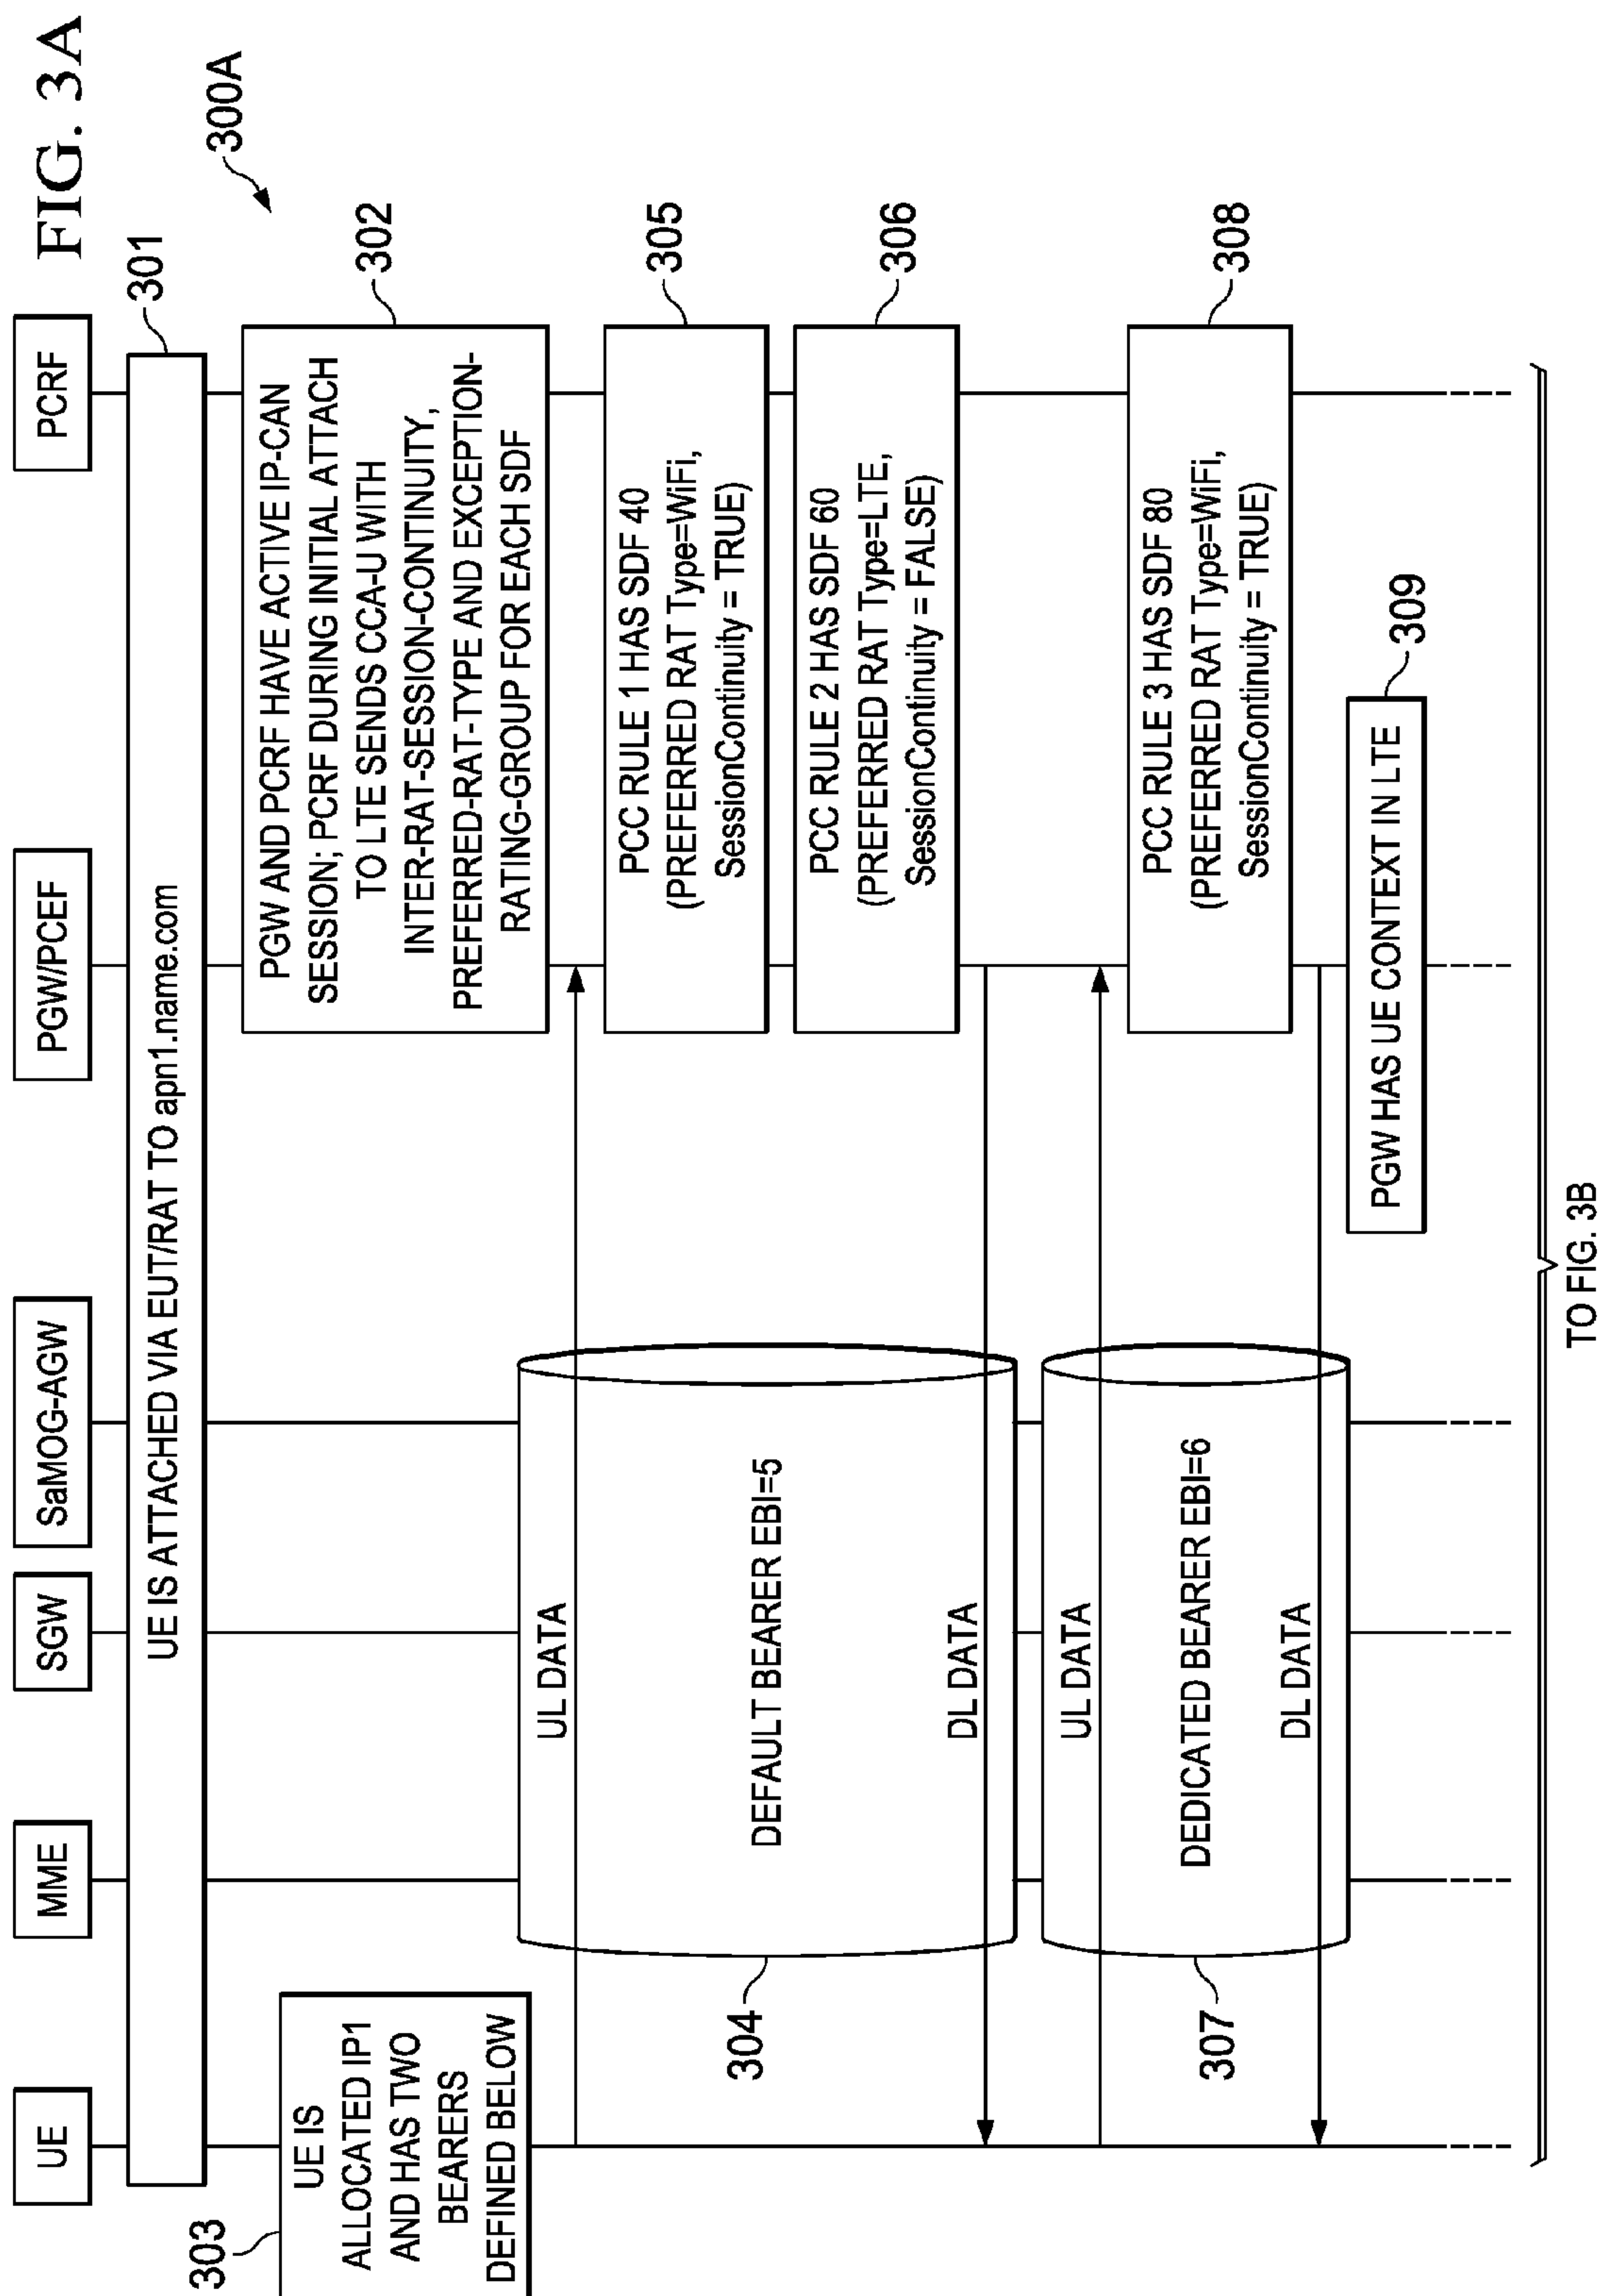 FIG. 3A
300A
UE
MME
SGW
SaMOG-AGW
PGW/PCEF
PCRF
UE IS ATTACHED VIA EUT/RAT TO apn1.name.com
301
PGW AND PCRF HAVE ACTIVE IP-CAN
SESSION; PCRF DURING INITIAL ATTACH
TO LTE SENDS CCA-U WITH
INTER-RAT-SESSION-CONTINUITY,
PREFERRED-RAT-TYPE AND EXCEPTION-
RATING-GROUP FOR EACH SDF
302
303
UE IS
ALLOCATED IP1
AND HAS TWO
BEARERS
DEFINED BELOW
UL DATA
DEFAULT BEARER EBI=5
304
DL DATA
PCC RULE 1 HAS SDF 40
(PREFERRED RAT Type=WiFi,
SessionContinuity = TRUE)
305
PCC RULE 2 HAS SDF 60
(PREFERRED RAT Type=LTE,
SessionContinuity = FALSE)
306
UL DATA
DEDICATED BEARER EBI=6
307
DL DATA
PCC RULE 3 HAS SDF 80
(PREFERRED RAT Type=WiFi,
SessionContinuity = TRUE)
308
PGW HAS UE CONTEXT IN LTE
309
TO FIG. 3B